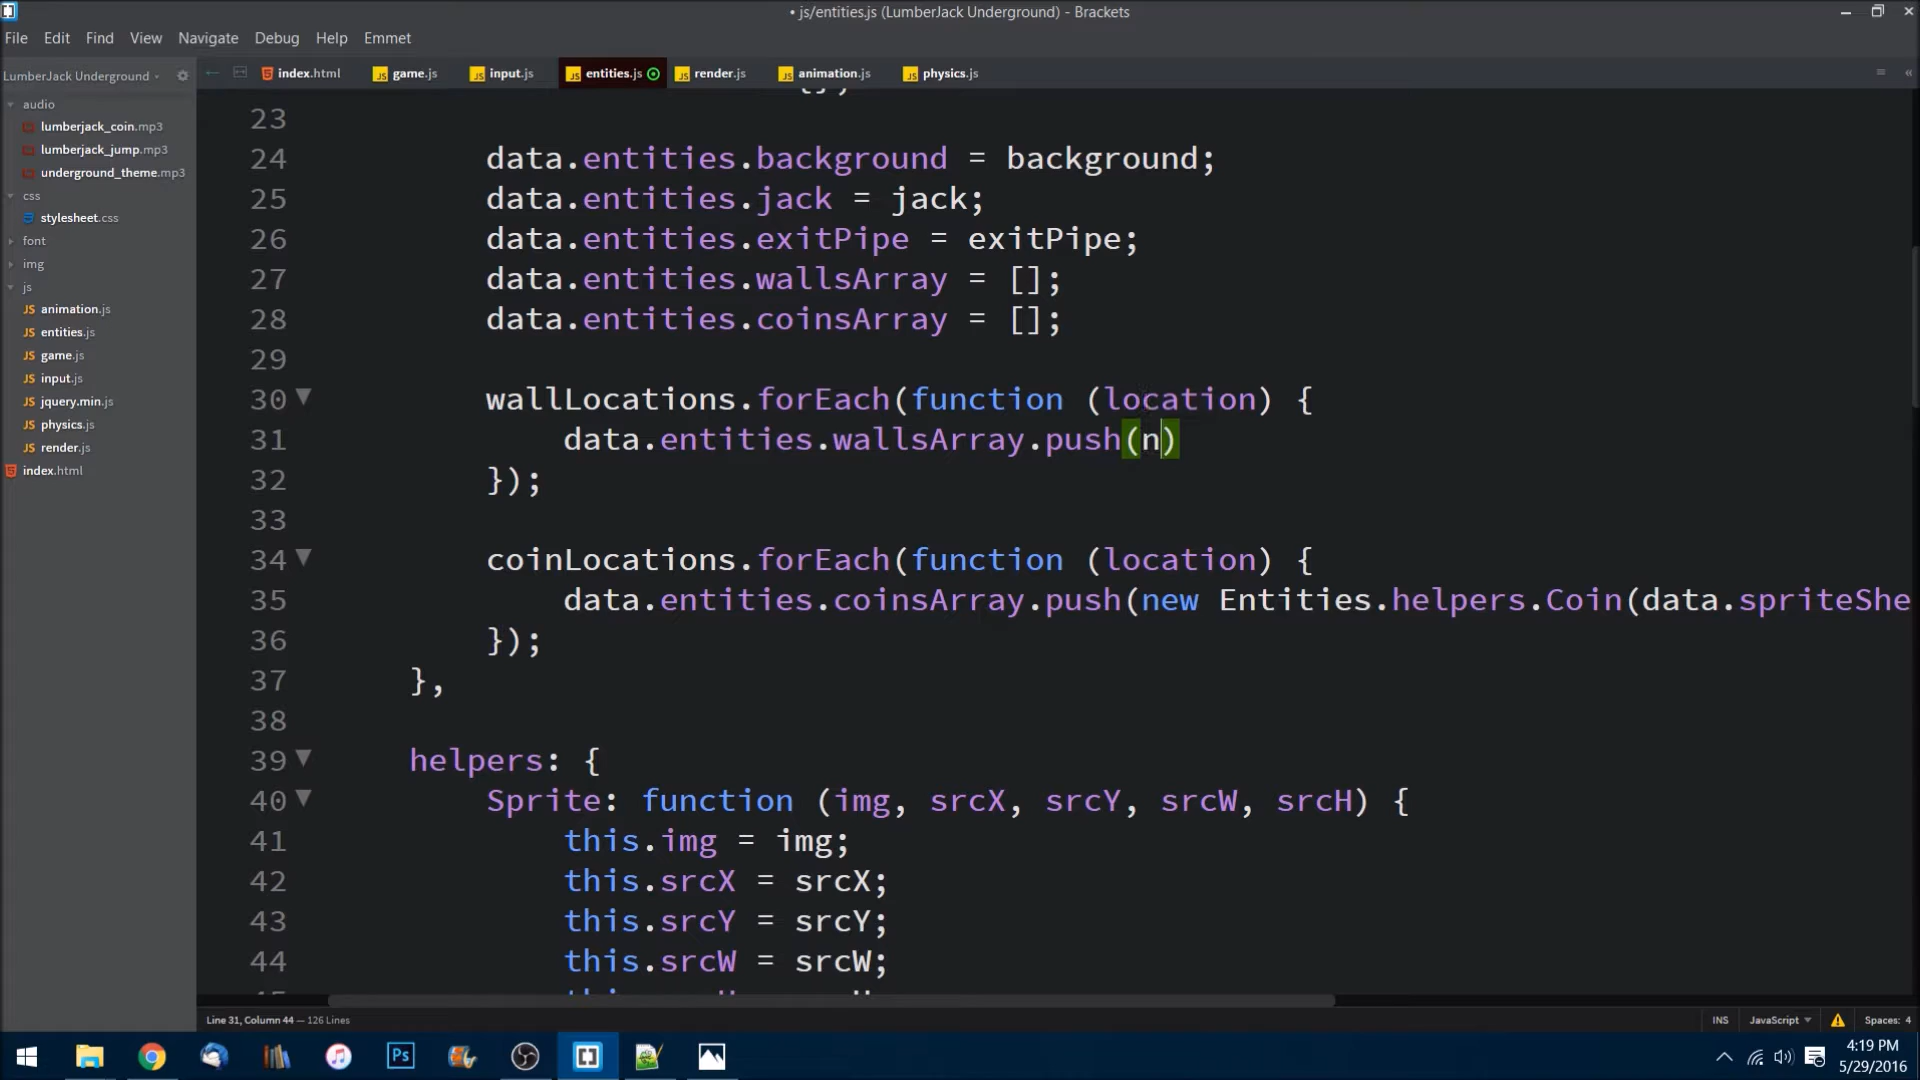 • js/entities.js (LumberJack Underground) - Brackets
File Edit Find View Navigate Debug Help Emmet
LumberJack Underground
index.html game.js input.js entities.js render.js animation.js physics.js
audio
lumberjack_coin.mp3
lumberjack_jump.mp3
underground_theme.mp3
css
stylesheet.css
font
img
js
JS animation.js
JS entities.js
JS game.js
JS input.js
JS jquery.min.js
JS physics.js
JS render.js
index.html
23
24 data.entities.background = background;
25 data.entities.jack = jack;
26 data.entities.exitPipe = exitPipe;
27 data.entities.wallsArray = [];
28 data.entities.coinsArray = [];
29
30 wallLocations.forEach(function (location) {
31 data.entities.wallsArray.push(n)
32 });
33
34 coinLocations.forEach(function (location) {
35 data.entities.coinsArray.push(new Entities.helpers.Coin(data.spriteShe
36 });
37 },
38
39 helpers: {
40 Sprite: function (img, srcX, srcY, srcW, srcH) {
41 this.img = img;
42 this.srcX = srcX;
43 this.srcY = srcY;
44 this.srcW = srcW;
Line 31, Column 44 — 126 Lines
INS JavaScript Spaces: 4
Ps
4:19 PM
5/29/2016